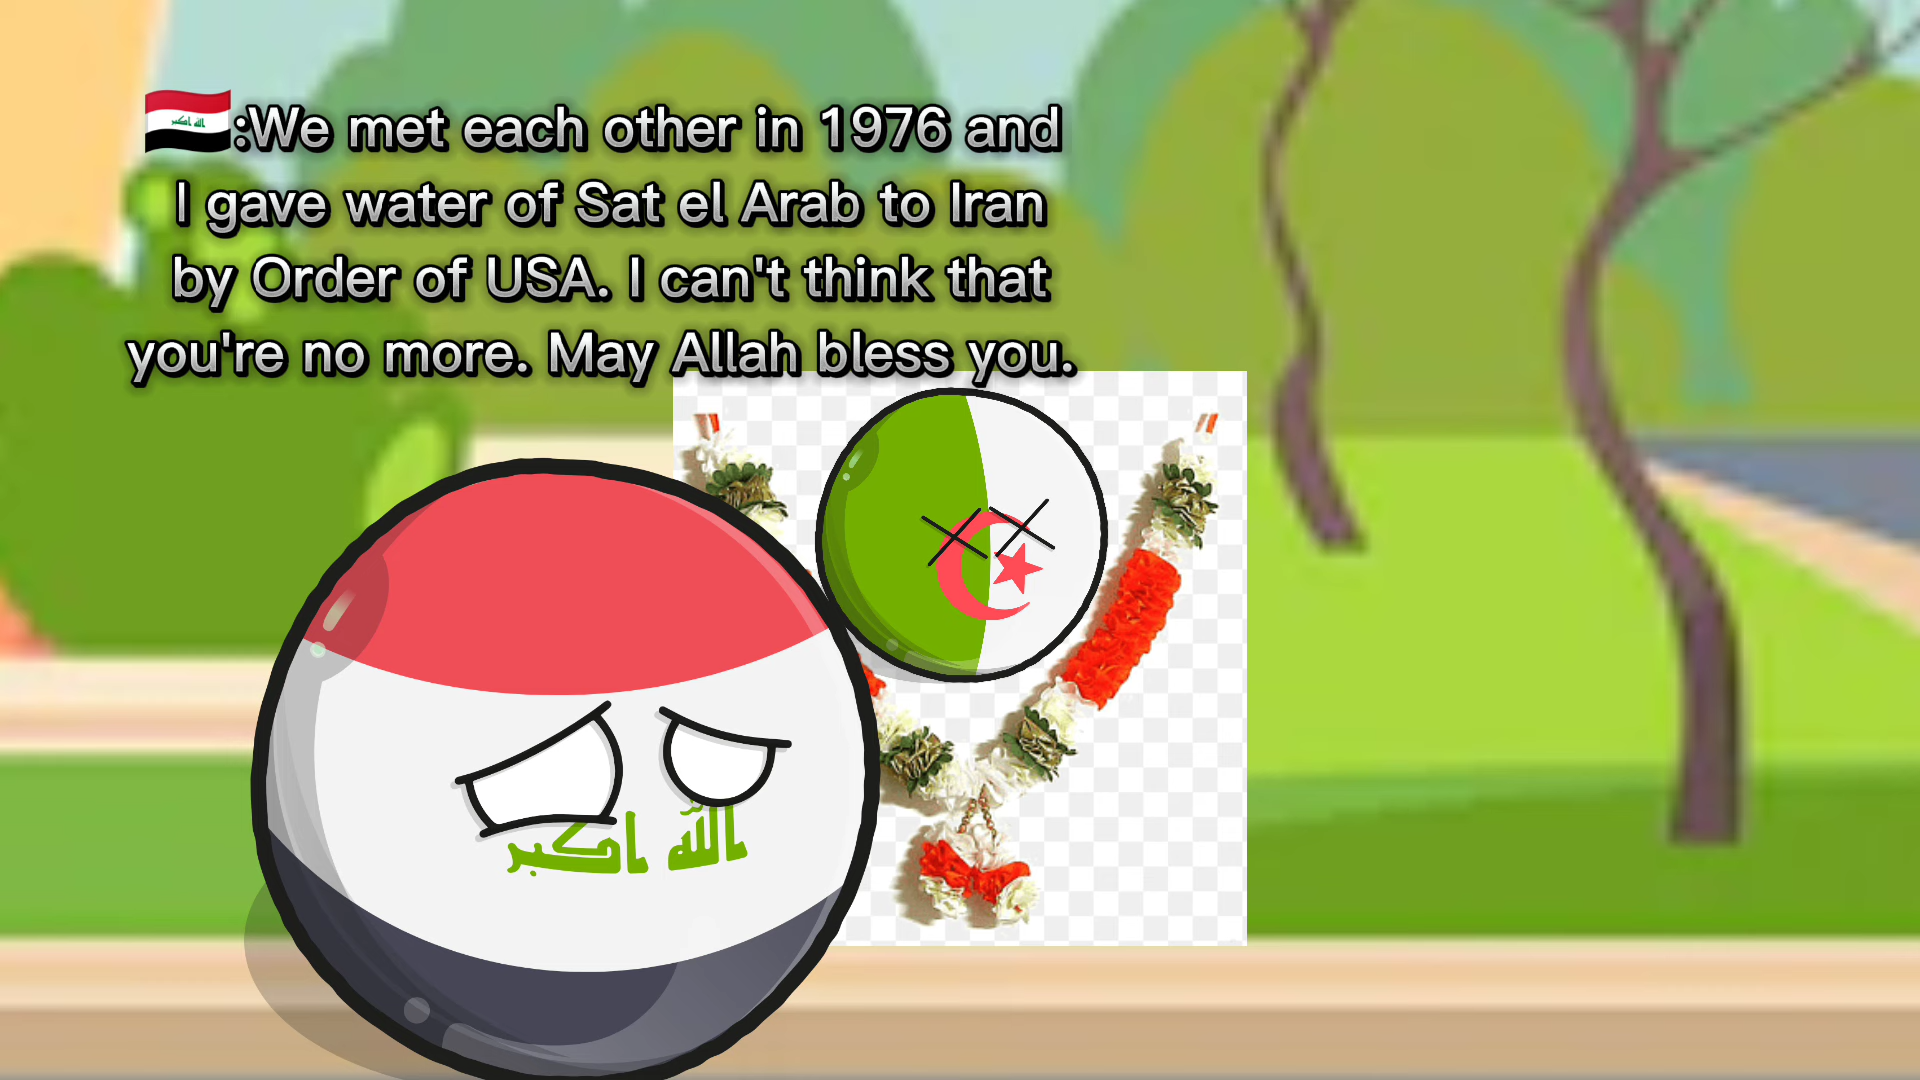 🇮🇶:We met each other in 1976 and
I gave water of Sat el Arab to Iran
by Order of USA. I can't think that
you're no more. May Allah bless you.
الله اكبر